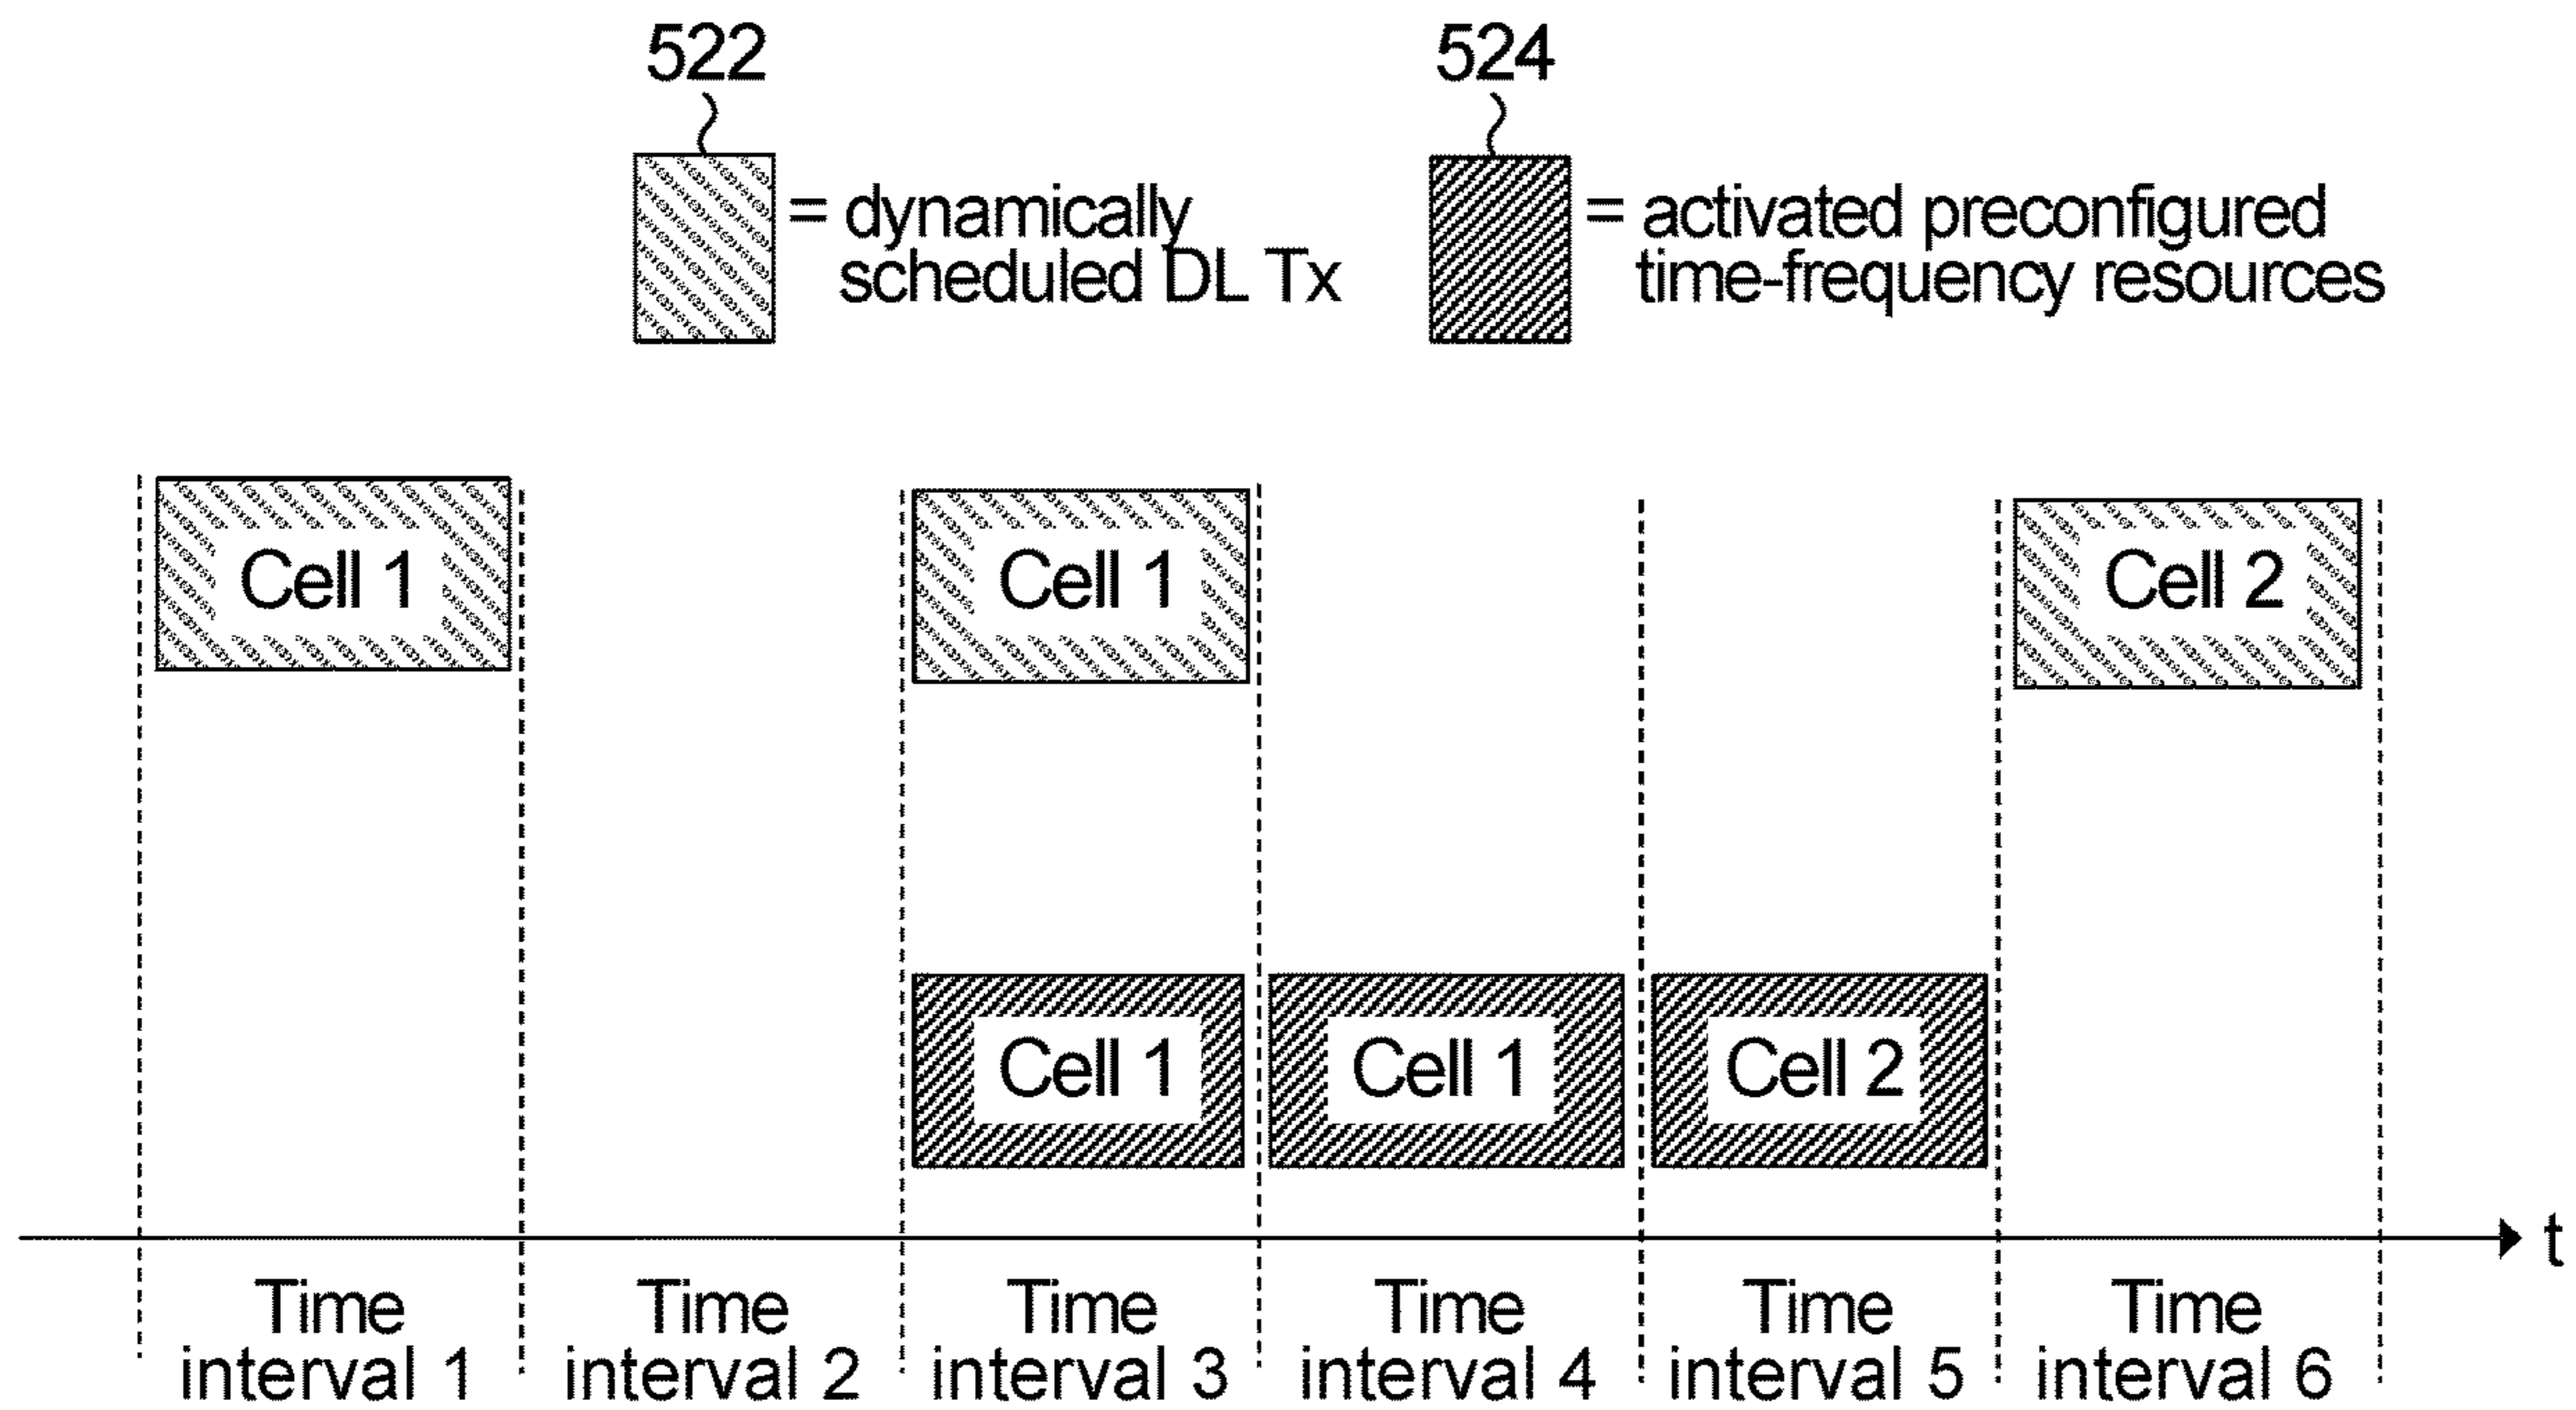 522
524
= dynamically
scheduled DL Tx
= activated preconfigured
time-frequency resources
Cell 1
Cell 1
Cell 2
Cell 1
Cell 1
Cell 2
t
Time
interval 1
Time
interval 2
Time
interval 3
Time
interval 4
Time
interval 5
Time
interval 6